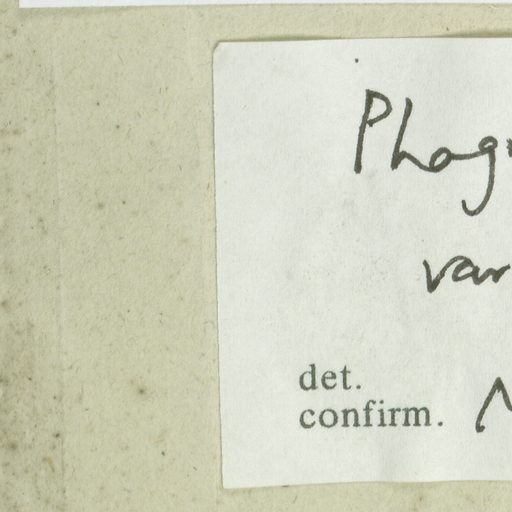 Phag
var
det.
confirm. N